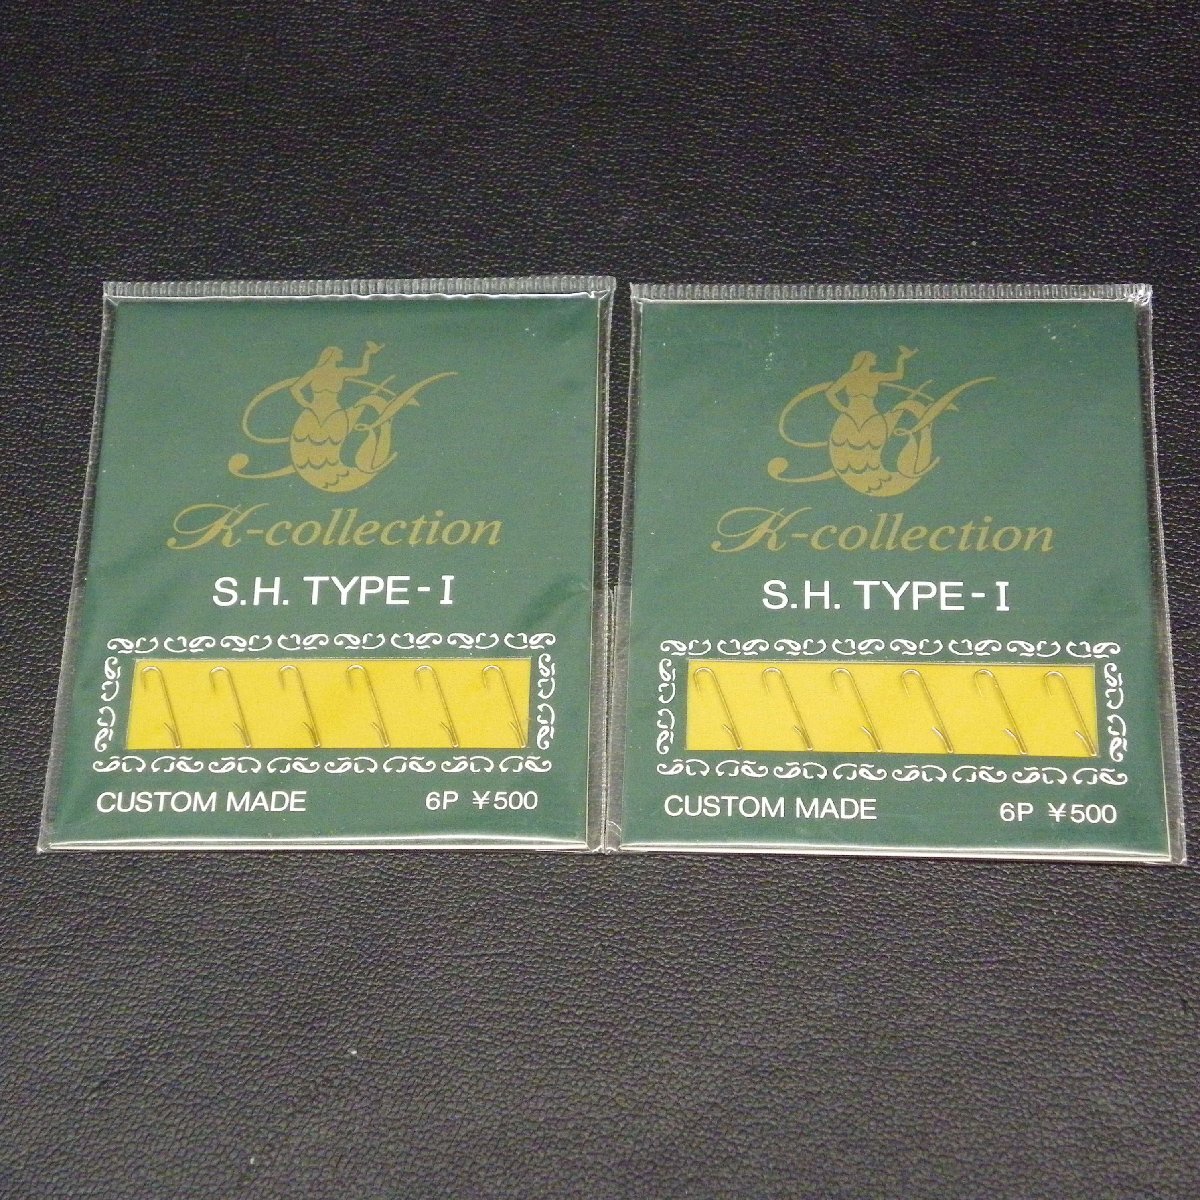 K-collection
S.H. TYPE-I
CUSTOM MADE 6P ¥500
K-collection
S.H. TYPE-I
CUSTOM MADE 6P ¥500